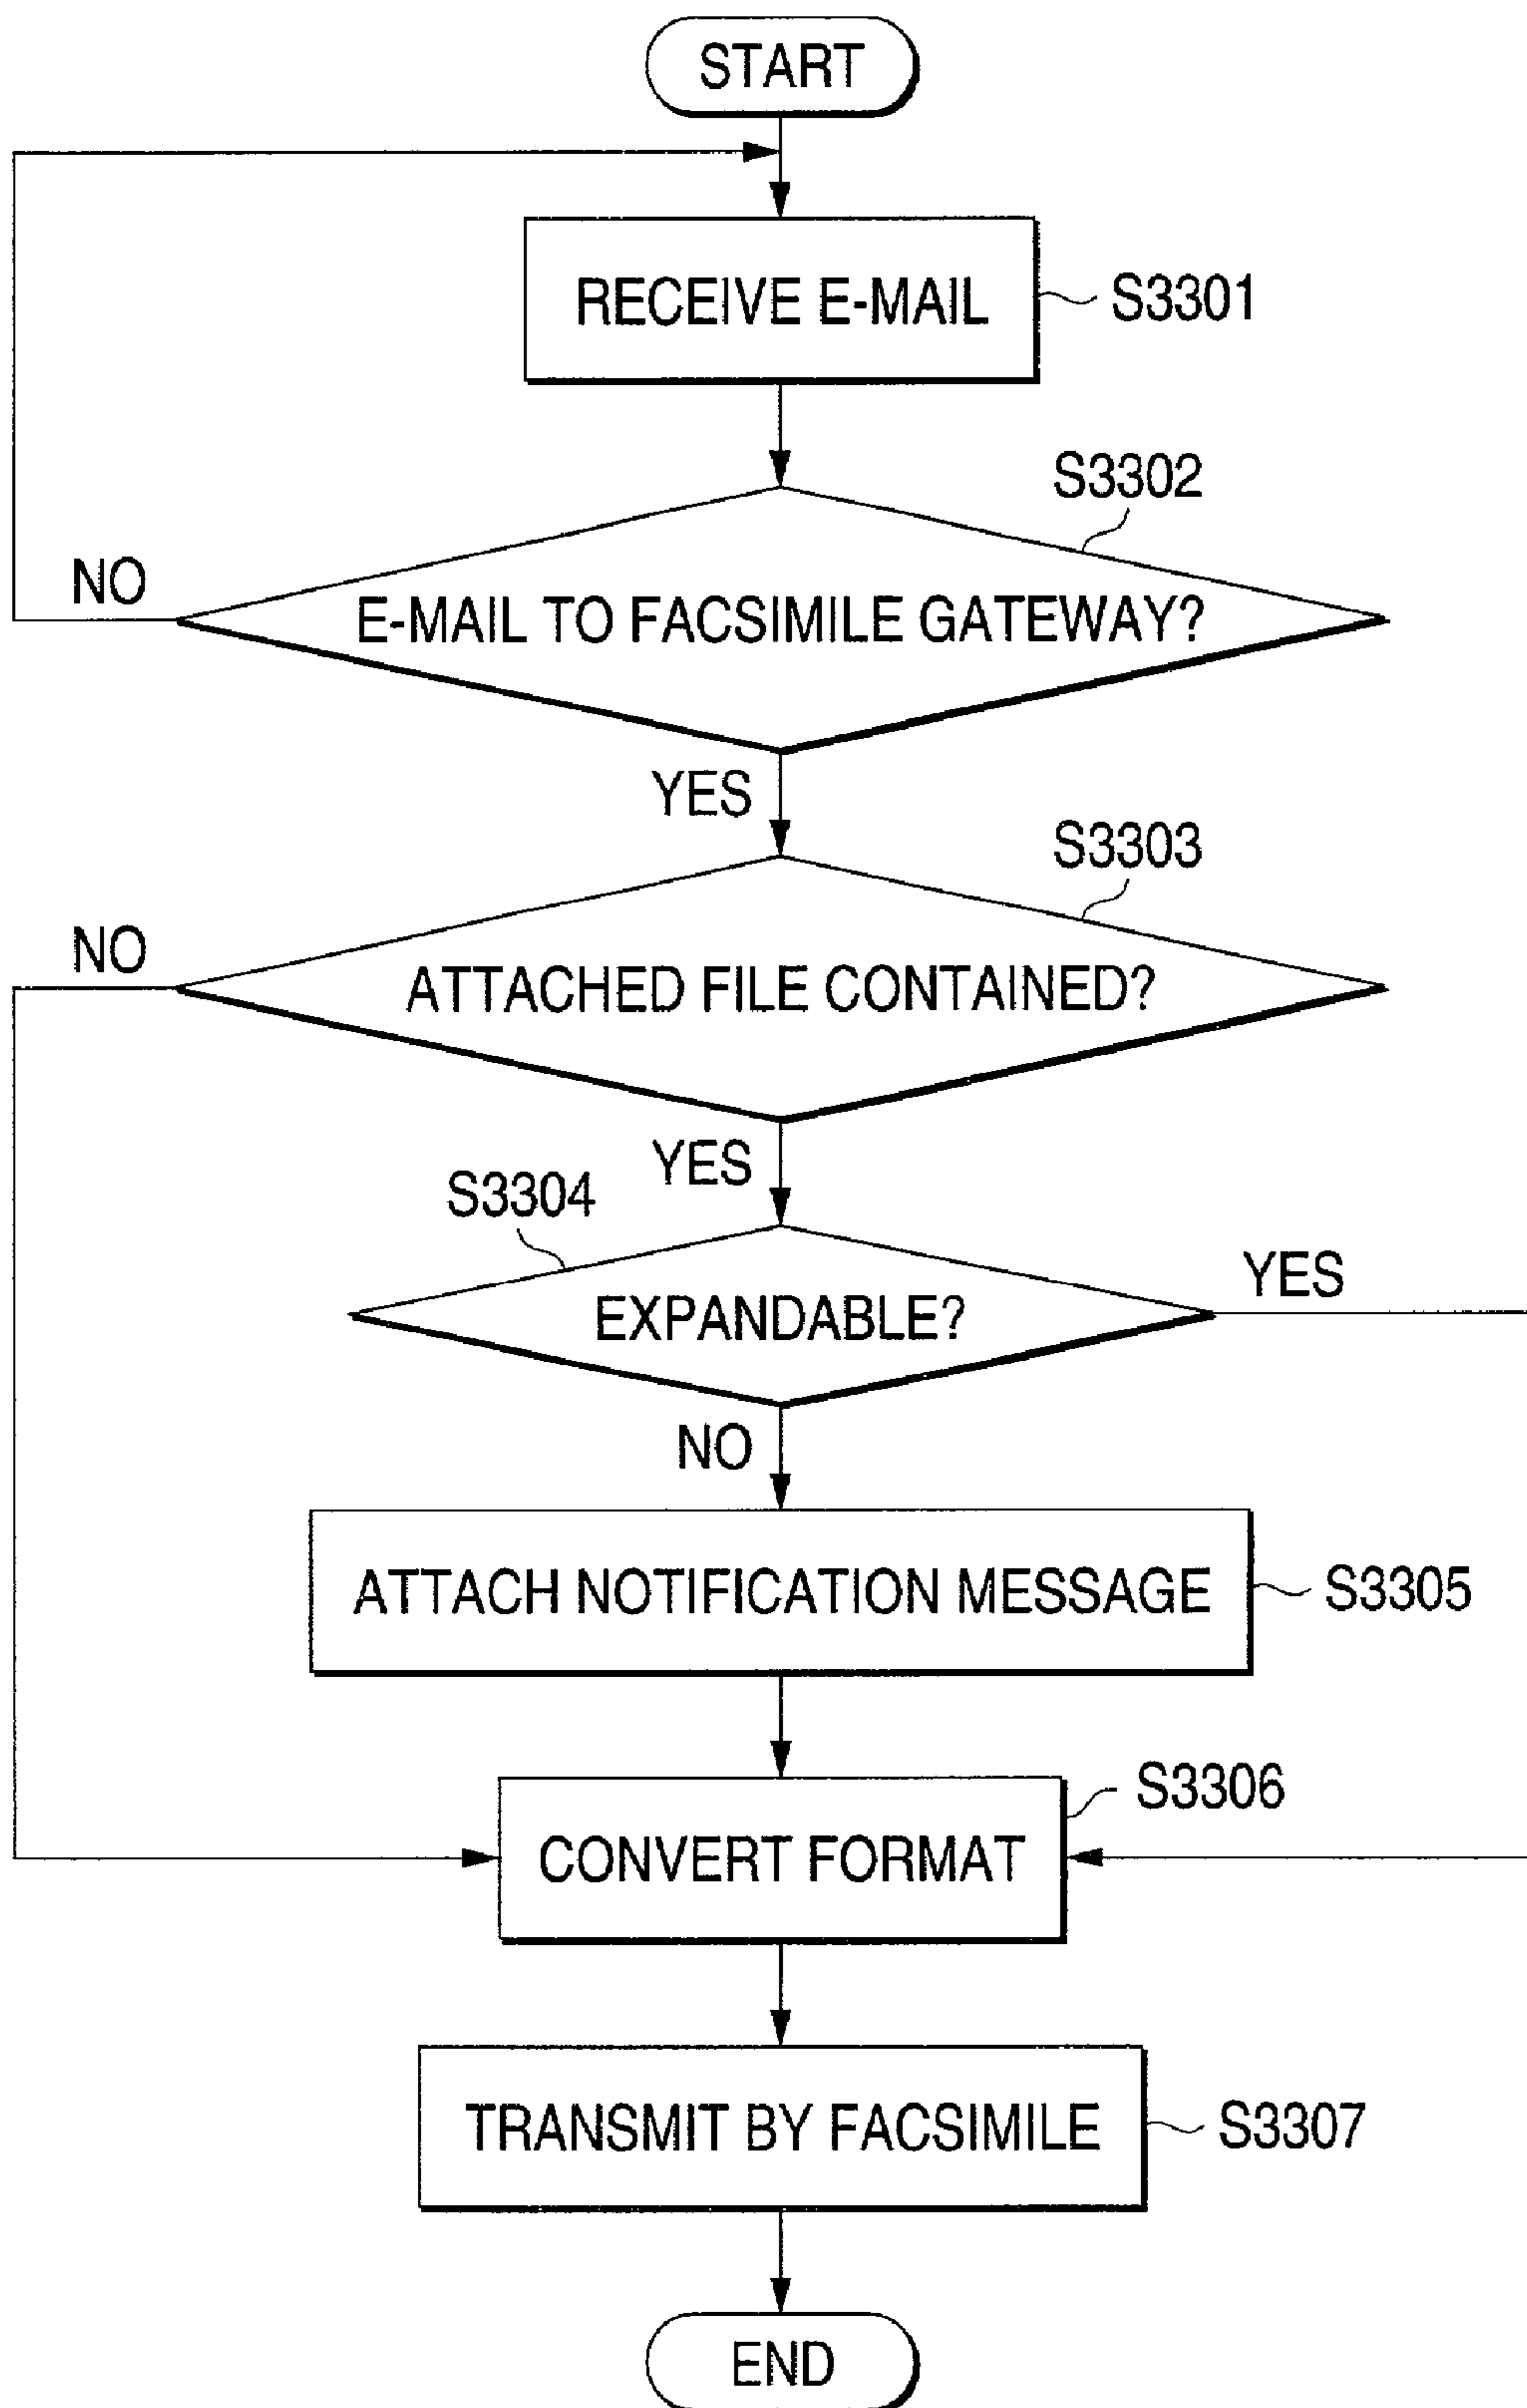 START
RECEIVE E-MAIL
S3301
S3302
NO
E-MAIL TO FACSIMILE GATEWAY?
YES
S3303
NO
ATTACHED FILE CONTAINED?
YES
S3304
YES
EXPANDABLE?
NO
ATTACH NOTIFICATION MESSAGE
S3305
S3306
CONVERT FORMAT
TRANSMIT BY FACSIMILE
S3307
END